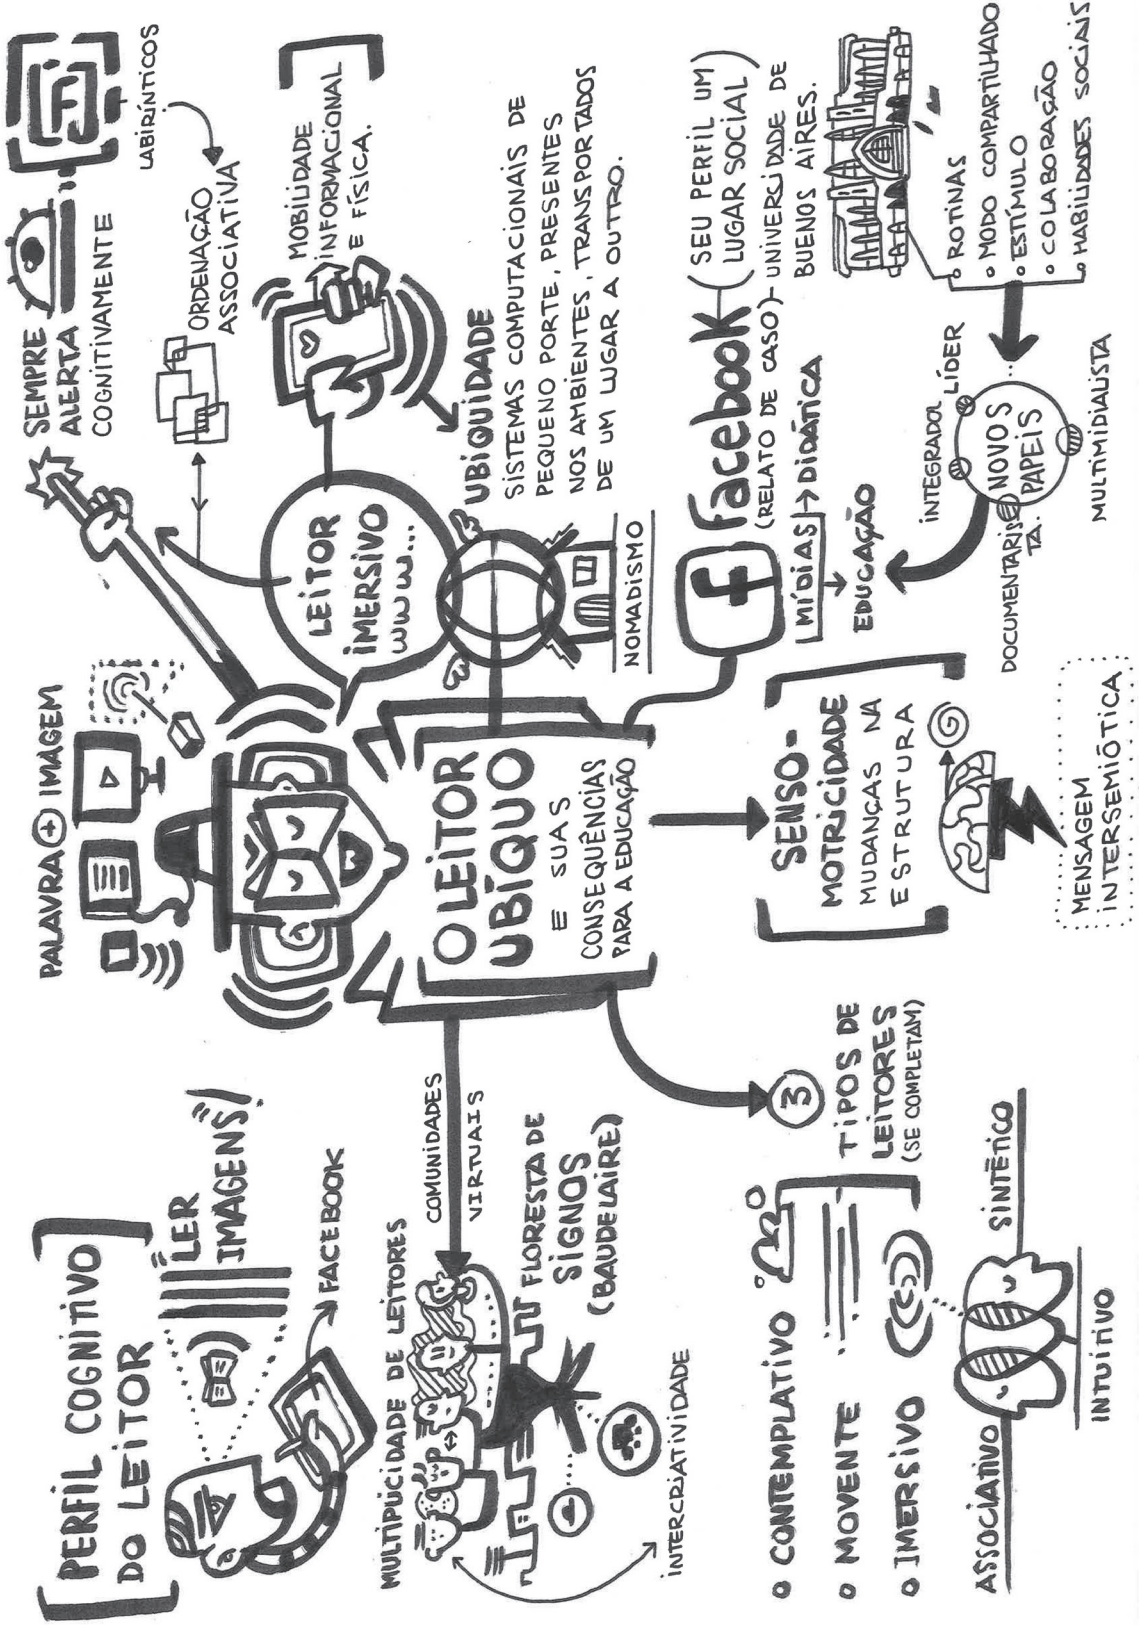 PERFIL COGNITIVO
DO LEITOR
LER
IMAGENS!
FACEBOOK
PALAVRA + IMAGEM
SEMPRE
ALERTA
COGNITIVAMENTE
LABIRÍNTICOS
ORDENAÇÃO
ASSOCIATIVA
LEITOR
IMERSIVO
WWW...
MOBILIDADE
INFORMACIONAL
E FÍSICA.
UBIQUIDADE
SISTEMAS COMPUTACIONAIS DE
PEQUENO PORTE, PRESENTE
NOS AMBIENTES, TRANSPORTADOS
DE UM LUGAR A OUTRO.
NOMADISMO
O LEITOR
UBÍQUO
E SUAS
CONSEQUÊNCIAS
PARA A EDUCAÇÃO
COMUNIDADES
VIRTUAIS
MULTIPLICIDADE DE LEITORES
FLORESTA DE
SIGNOS
(BAUDELAIRE)
INTERCRIATIVIDADE
3
TIPOS DE
LEITORES
(SE COMPLETAM)
CONTEMPLATIVO
MOVENTE
IMERSIVO
ASSOCIATIVO
SINTÉTICO
INTUITIVO
SENSO-
MOTRICIDADE
MUDANÇAS NA
ESTRUTURA
MENSAGEM
INTERSEMIÓTICA
f facebook
(SEU PERFIL UM
LUGAR SOCIAL)
(RELATO DE CASO) - UNIVERCIDADE DE
BUENOS AIRES.
MÍDIAS → DIDÁTICA
EDUCAÇÃO
ROTINAS
MODO COMPARTILHADO
ESTÍMULO
COLABORAÇÃO
HABILIDADES SOCIAIS
NOVOS
PAPEÍS
INTEGRADOR
LÍDER
DOCUMENTARIS
TA.
MULTIMIDIALISTA